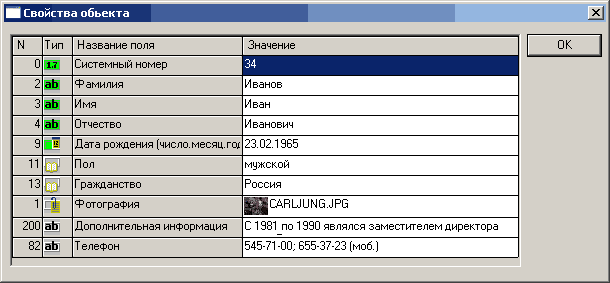 Свойства объекта
N Тип Название поля Значение
0 1.? Системный номер 34
2 ab Фамилия Иванов
3 ab Имя Иван
4 ab Отчество Иванович
9 Дата рождения (число.месяц.год 23.02.1965
11 Пол мужской
13 Гражданство Россия
1 Фотография CARLJUNG.JPG
200 ab Дополнительная информация С 1981 по 1990 являлся заместителем директора
82 ab Телефон 545-71-00; 655-37-23 (моб.)
OK